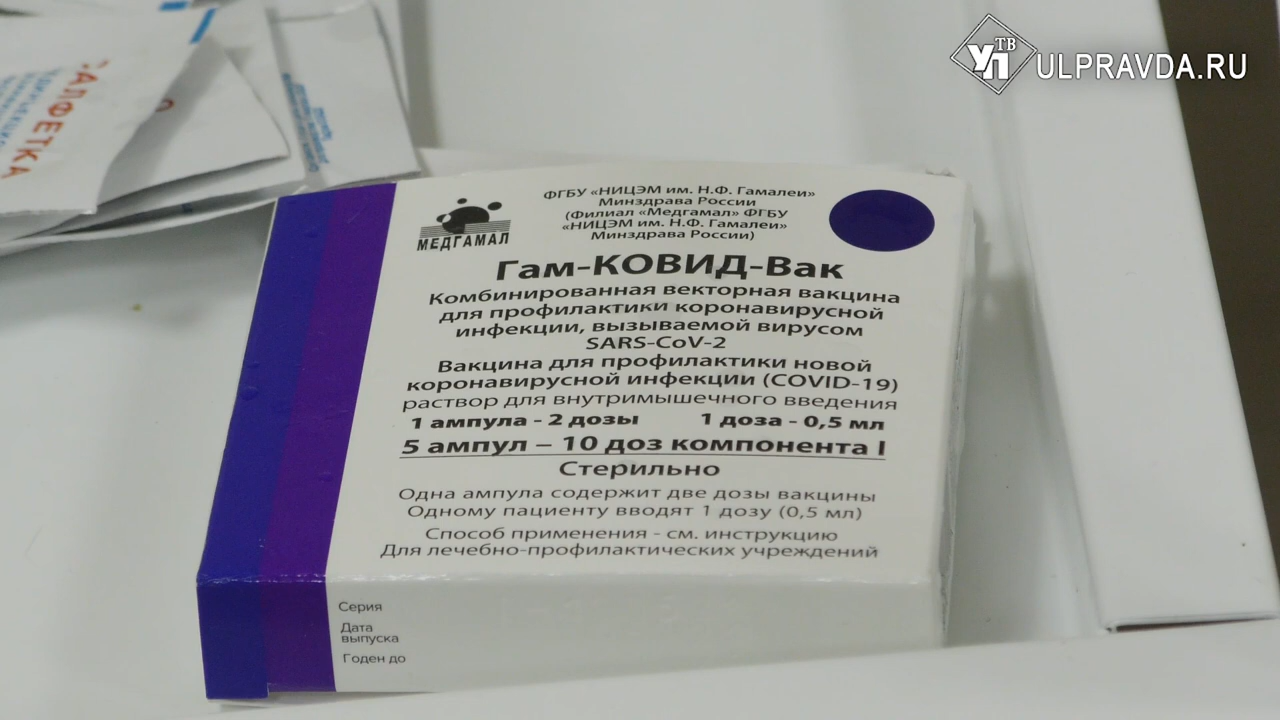 УП ТВ
ULPRAVDA.RU
САЛФЕТКА
МЕДГАМАЛ
ФГБУ «НИЦЭМ им. Н.Ф. Гамалеи»
Минздрава России
(Филиал «Медгамал» ФГБУ
«НИЦЭМ им. Н.Ф. Гамалеи»
Минздрава России)
Гам-КОВИД-Вак
Комбинированная векторная вакцина
для профилактики коронавирусной
инфекции, вызываемой вирусом
SARS-CoV-2
Вакцина для профилактики новой
коронавирусной инфекции (COVID-19)
раствор для внутримышечного введения
1 ампула - 2 дозы 1 доза - 0,5 мл
5 ампул – 10 доз компонента I
Стерильно
Одна ампула содержит две дозы вакцины
Одному пациенту вводят 1 дозу (0,5 мл)
Способ применения - см. инструкцию
Для лечебно-профилактических учреждений
Серия
Дата
выпуска
Годен до